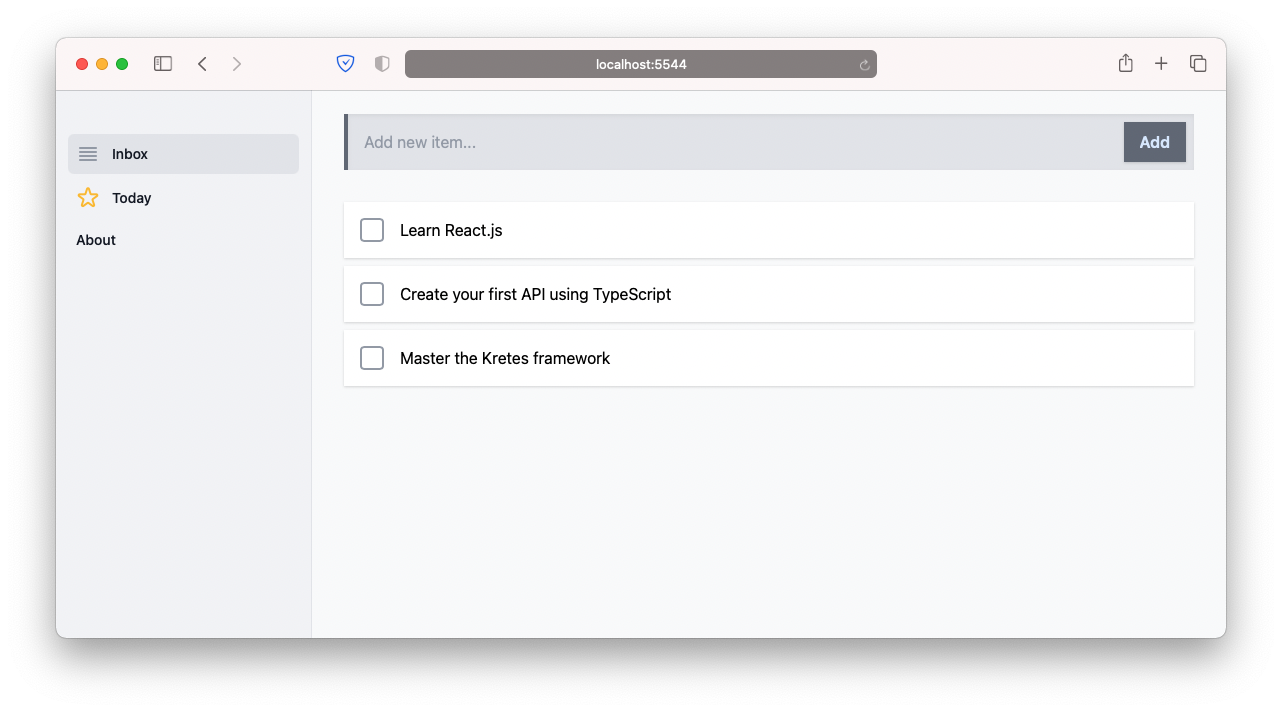 localhost:5544
Inbox
Today
About
Add new item...
Add
Learn React.js
Create your first API using TypeScript
Master the Kretes framework